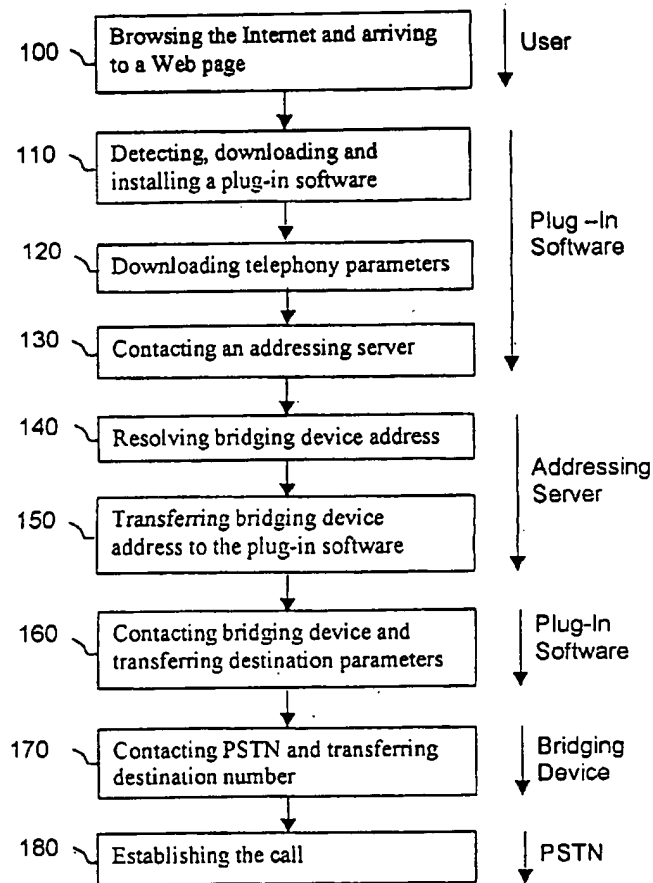 100
Browsing the Internet and arriving
to a Web page
User
110
Detecting, downloading and
installing a plug-in software
Plug –In
Software
120
Downloading telephony parameters
130
Contacting an addressing server
140
Resolving bridging device address
Addressing
Server
150
Transferring bridging device
address to the plug-in software
160
Contacting bridging device and
transferring destination parameters
Plug-In
Software
170
Contacting PSTN and transferring
destination number
Bridging
Device
180
Establishing the call
PSTN